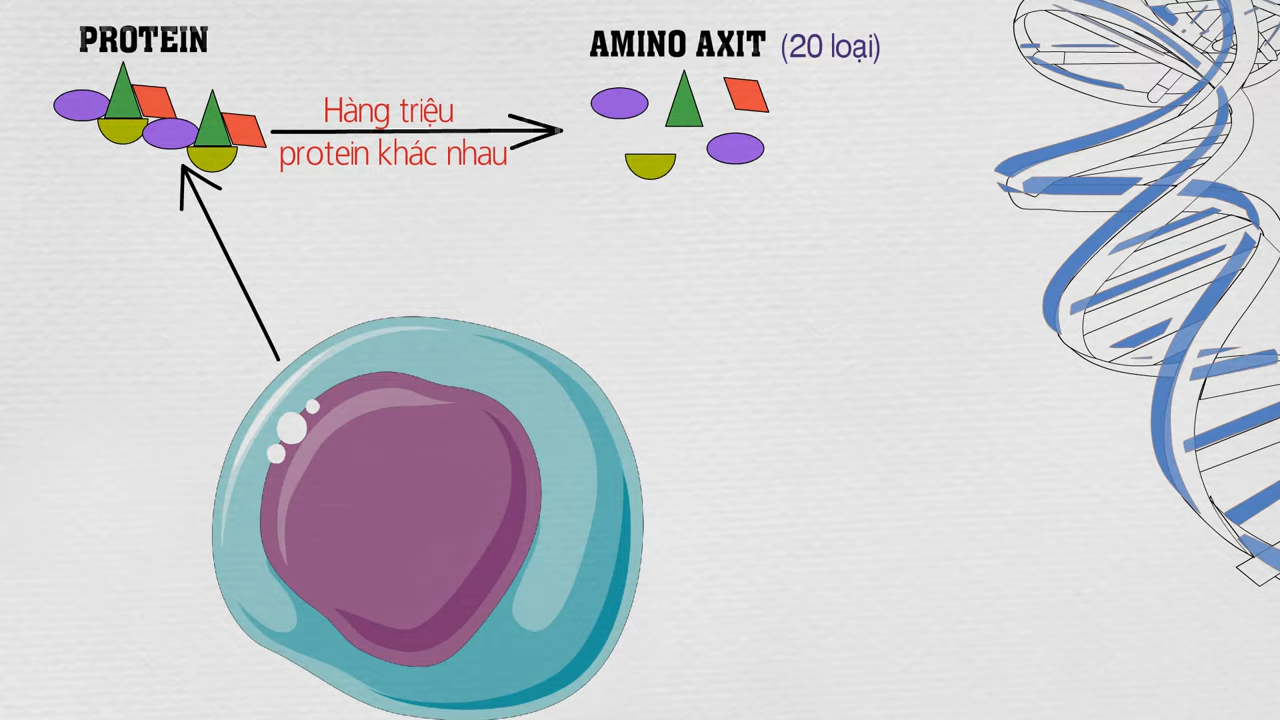 PROTEIN
AMINO AXIT (20 loại)
Hàng triệu
protein khác nhau